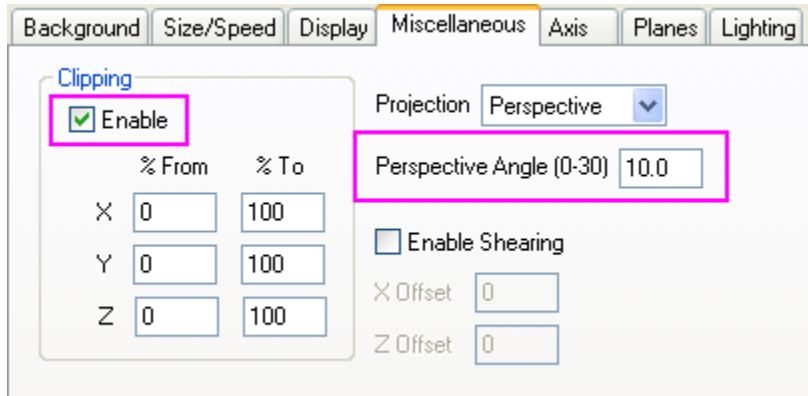 Background Size/Speed Display Miscellaneous Axis Planes Lighting
Clipping
Enable
% From % To
X 0 100
Y 0 100
Z 0 100
Projection Perspective
Perspective Angle (0-30) 10.0
Enable Shearing
X Offset 0
Z Offset 0